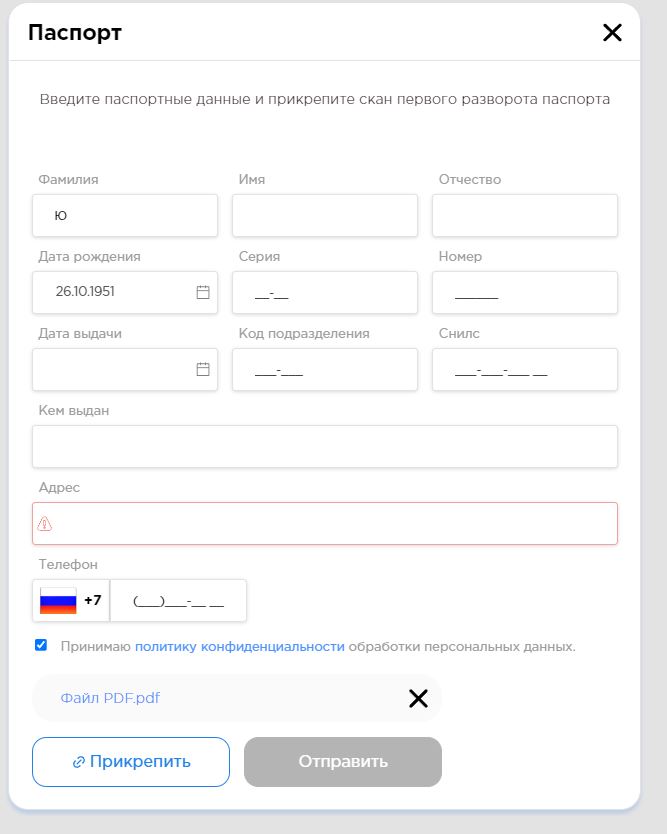 Паспорт
Введите паспортные данные и прикрепите скан первого разворота паспорта
Фамилия Имя Отчество
Ю
Дата рождения Серия Номер
26.10.1951 __-__ ______
Дата выдачи Код подразделения Снилс
___-___ ___-___-___ __
Кем выдан
Адрес
Телефон
+7 (___)___-__ __
Принимаю политику конфиденциальности обработки персональных данных.
Файл PDF.pdf
Прикрепить Отправить